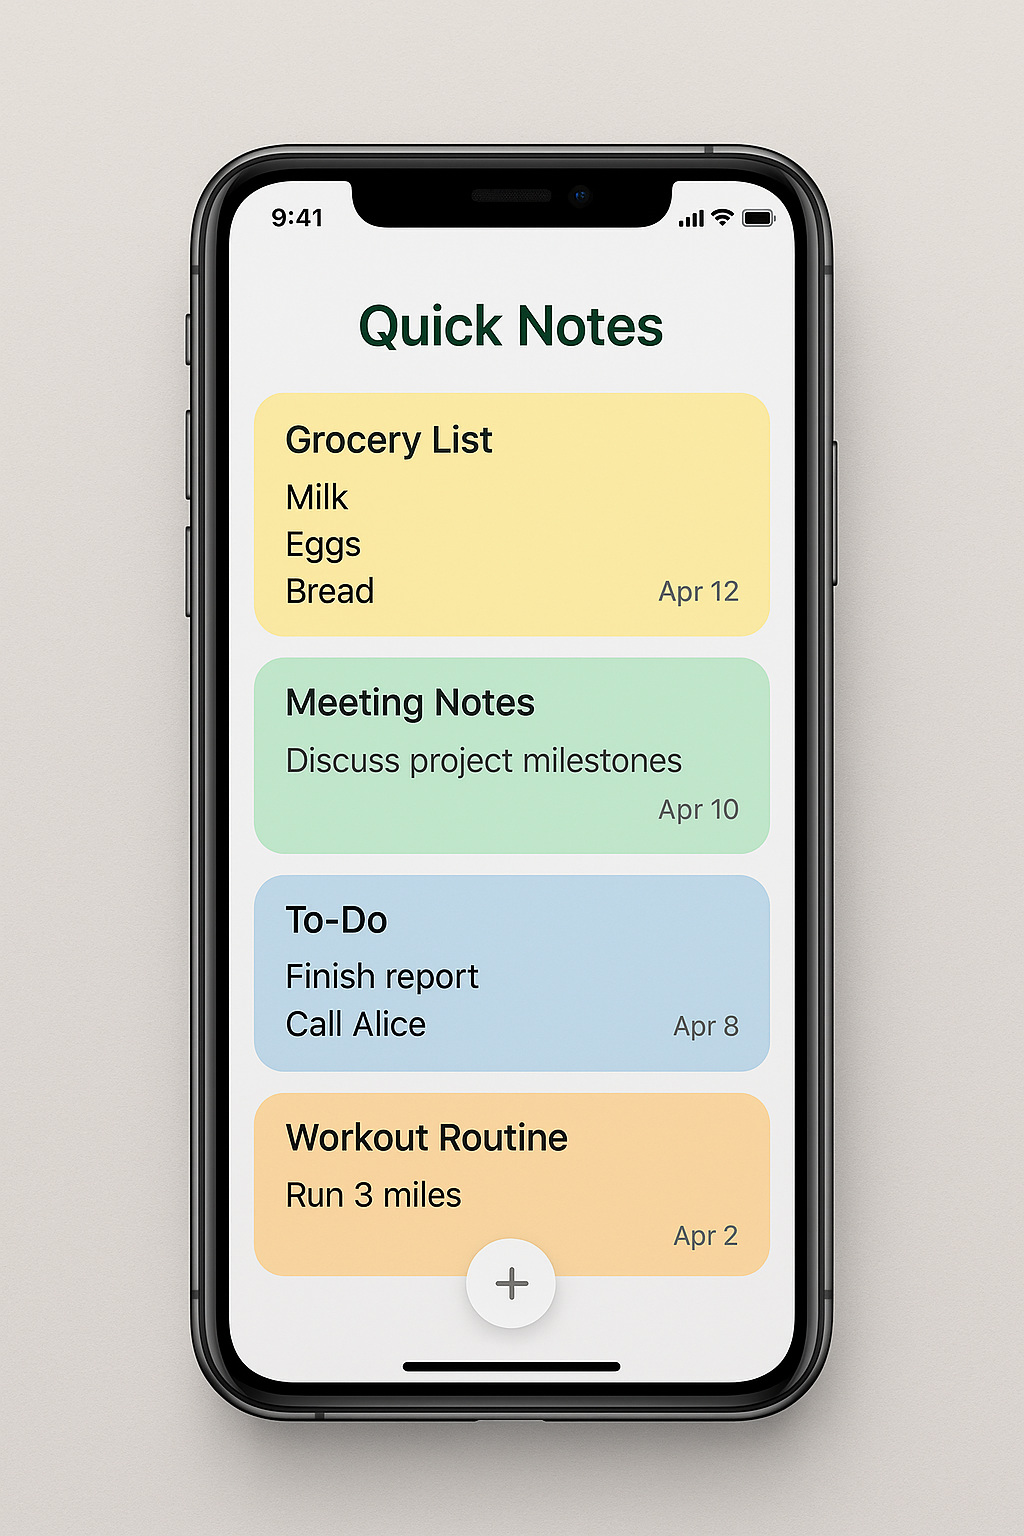 9:41
Quick Notes
Grocery List
Milk
Eggs
Bread
Apr 12
Meeting Notes
Discuss project milestones
Apr 10
To-Do
Finish report
Call Alice
Apr 8
Workout Routine
Run 3 miles
Apr 2
+